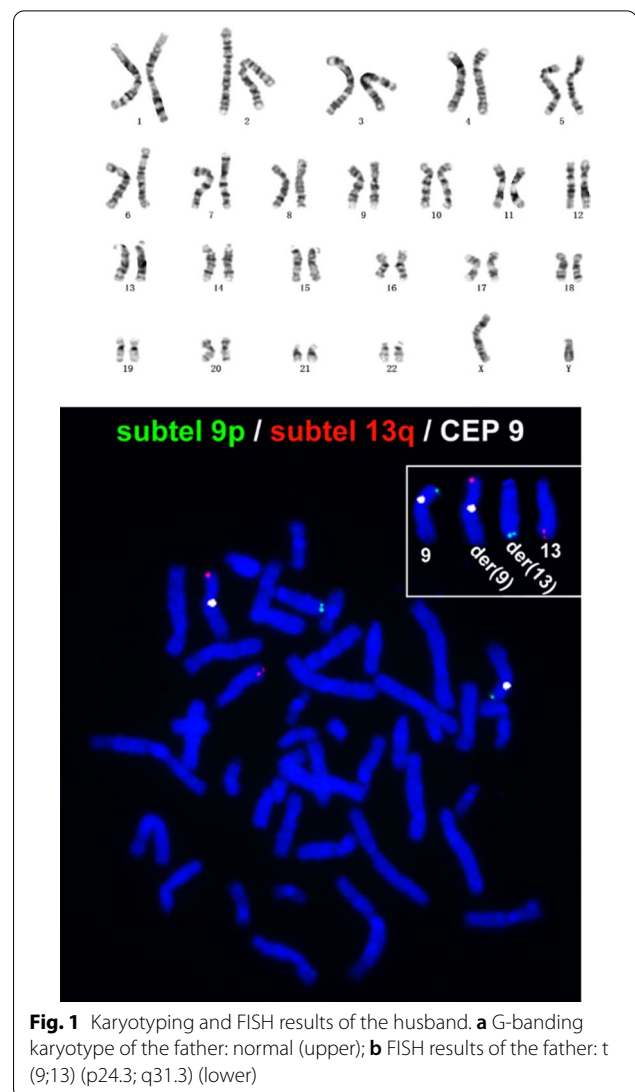 1 2 3 4 5
6 7 8 9 10 11 12
13 14 15 16 17 18
19 20 21 22 X Y
subtel 9p / subtel 13q / CEP 9
9 der(9) der(13) 13
Fig. 1 Karyotyping and FISH results of the husband. a G-banding
karyotype of the father: normal (upper); b FISH results of the father: t
(9;13) (p24.3; q31.3) (lower)